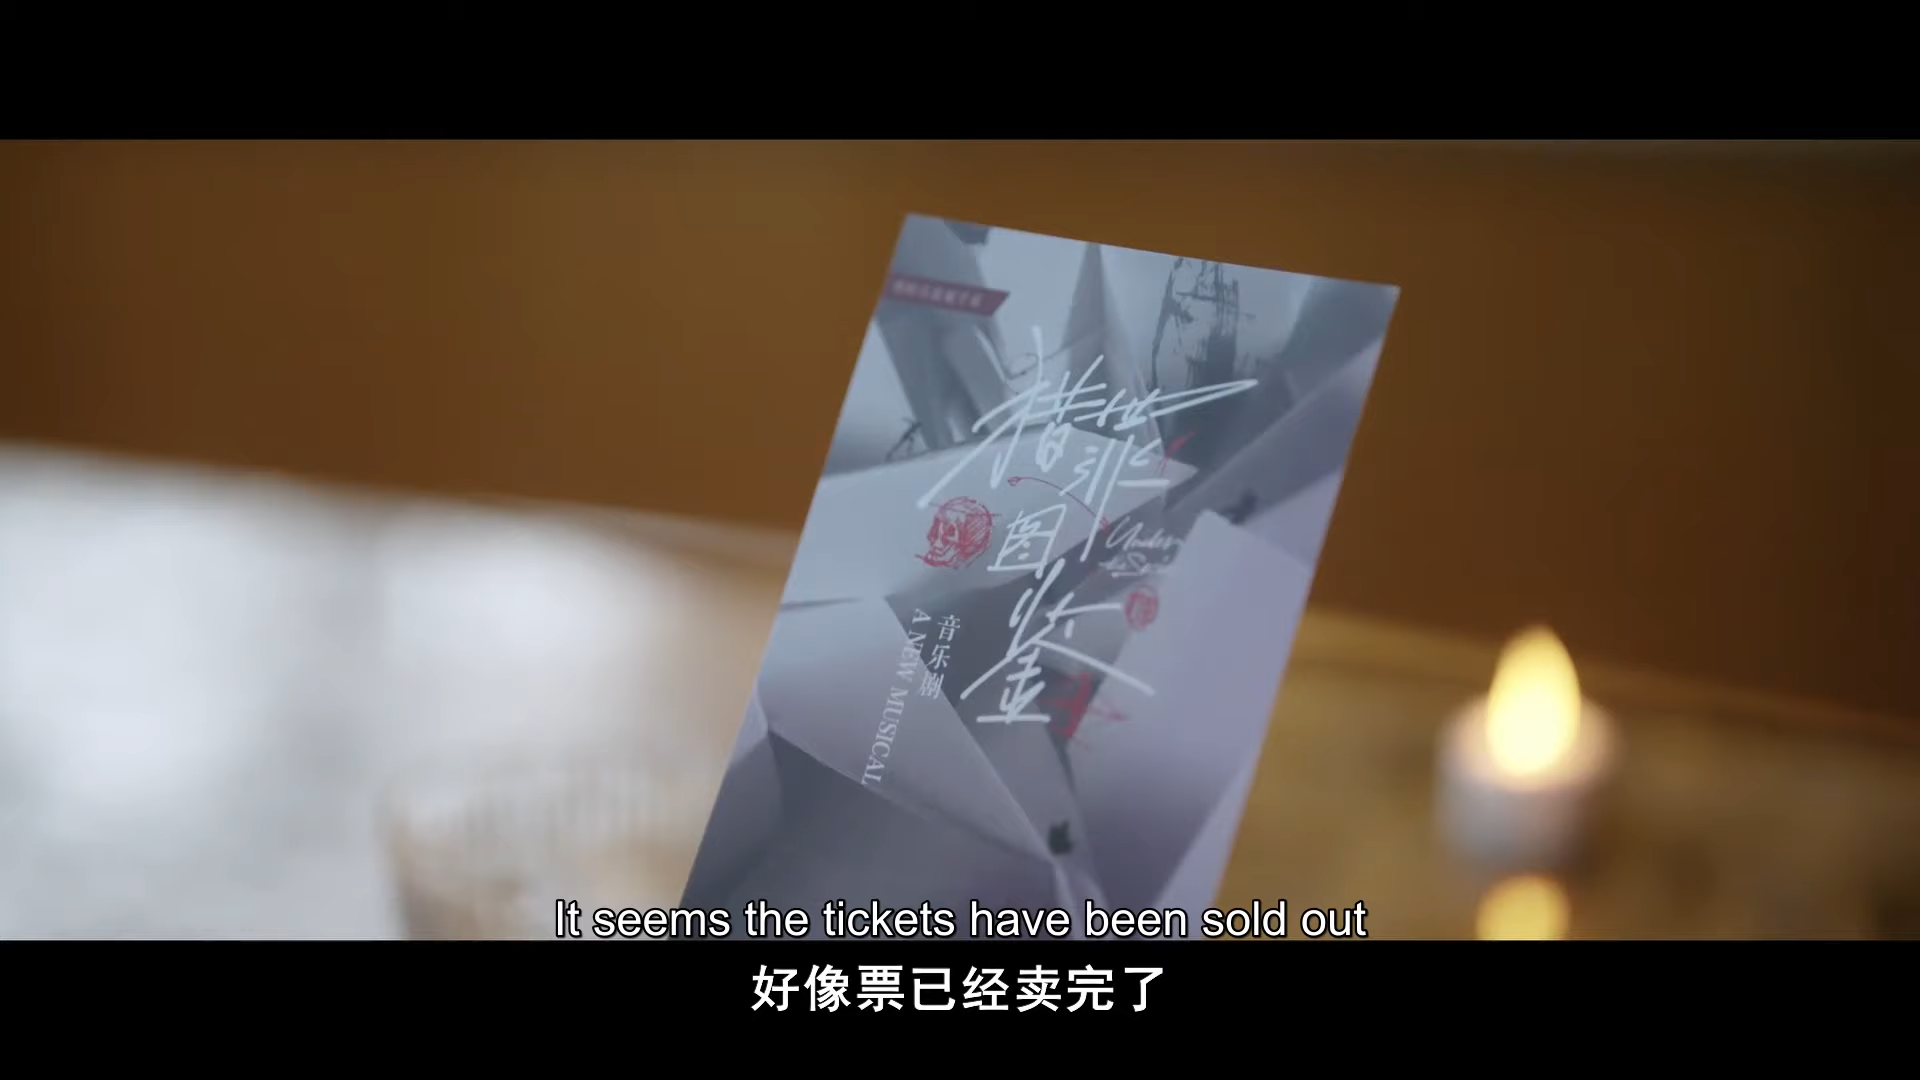 猎罪
图
鉴
Under
音乐剧
A NEW MUSICAL
It seems the tickets have been sold out
好像票已经卖完了